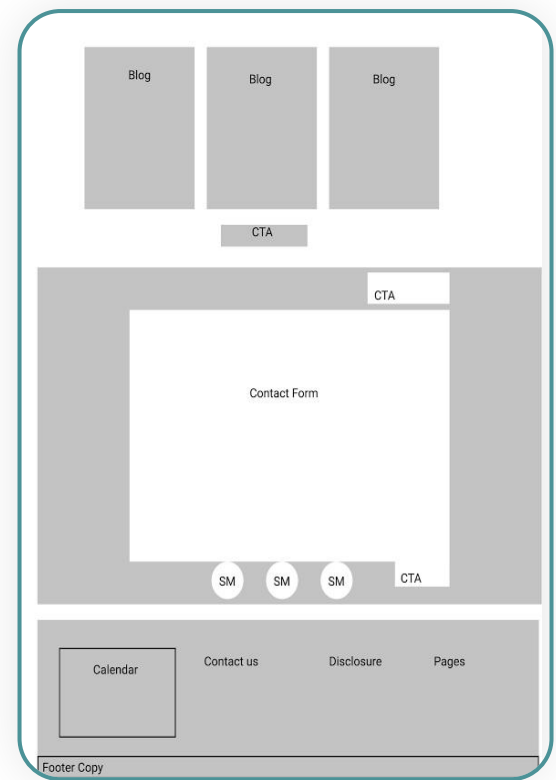 Blog
Blog
Blog
CTA
CTA
Contact Form
SM
SM
SM
CTA
Calendar
Contact us
Disclosure
Pages
Footer Copy